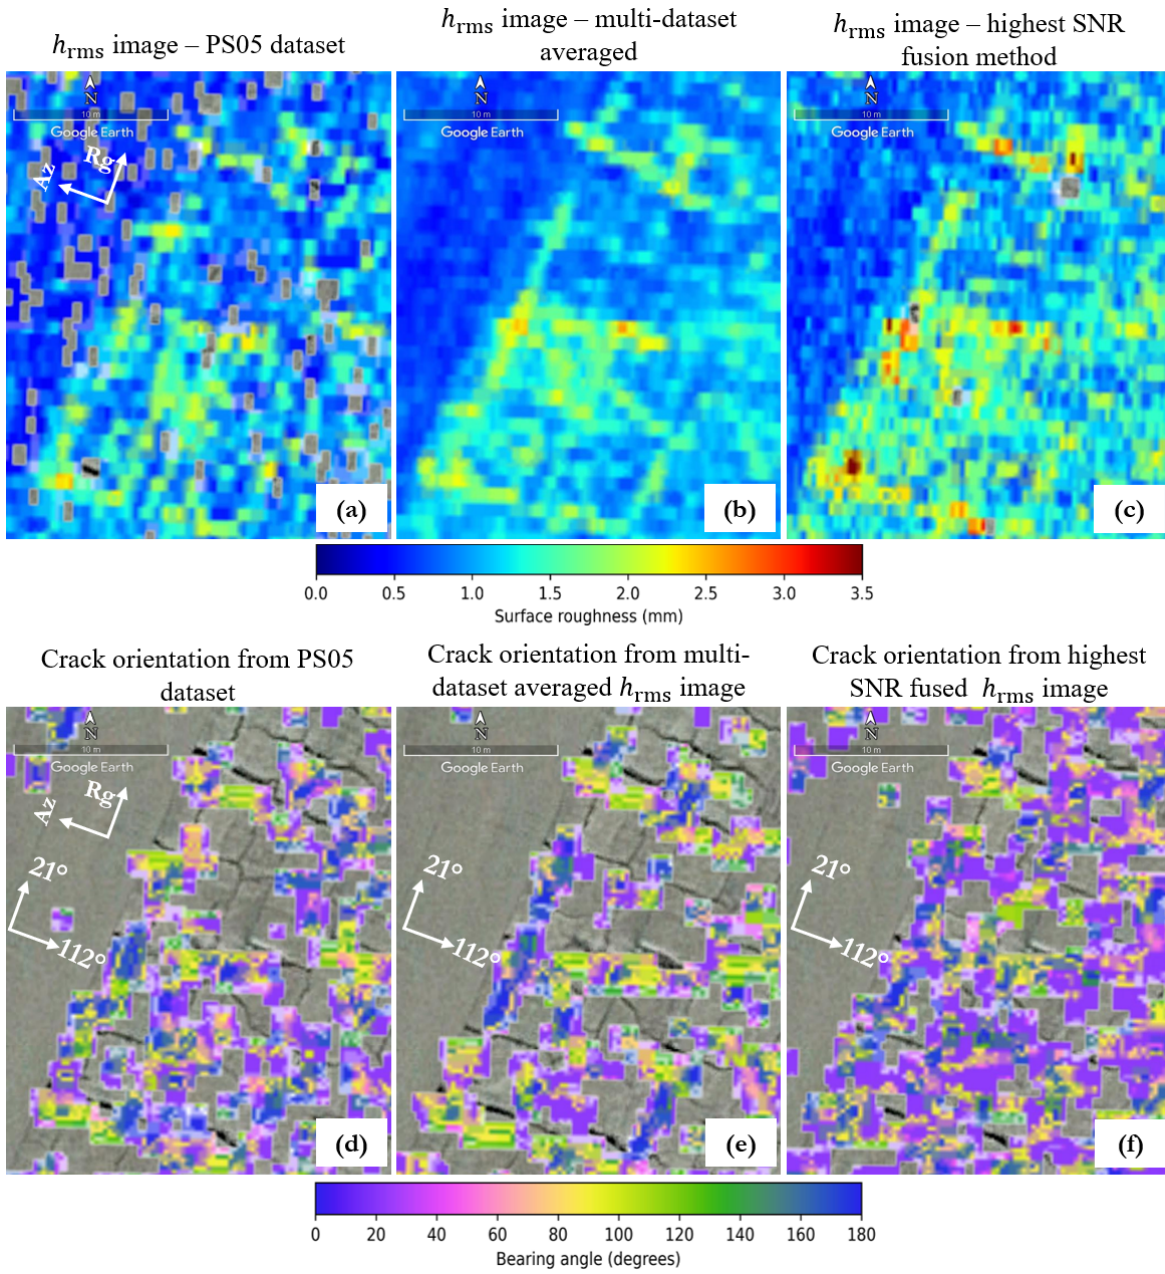 hrms image – PS05 dataset
hrms image – multi-dataset
averaged
hrms image – highest SNR
fusion method
N
10 m
Google Earth
Rg
Az
(a)
N
10 m
Google Earth
(b)
N
10 m
Google Earth
(c)
0.0 0.5 1.0 1.5 2.0 2.5 3.0 3.5
Surface roughness (mm)
Crack orientation from PS05
dataset
Crack orientation from multi-
dataset averaged hrms image
Crack orientation from highest
SNR fused hrms image
N
10 m
Google Earth
Rg
Az
21°
112°
(d)
N
10 m
Google Earth
21°
112°
(e)
N
10 m
Google Earth
21°
112°
(f)
0 20 40 60 80 100 120 140 160 180
Bearing angle (degrees)